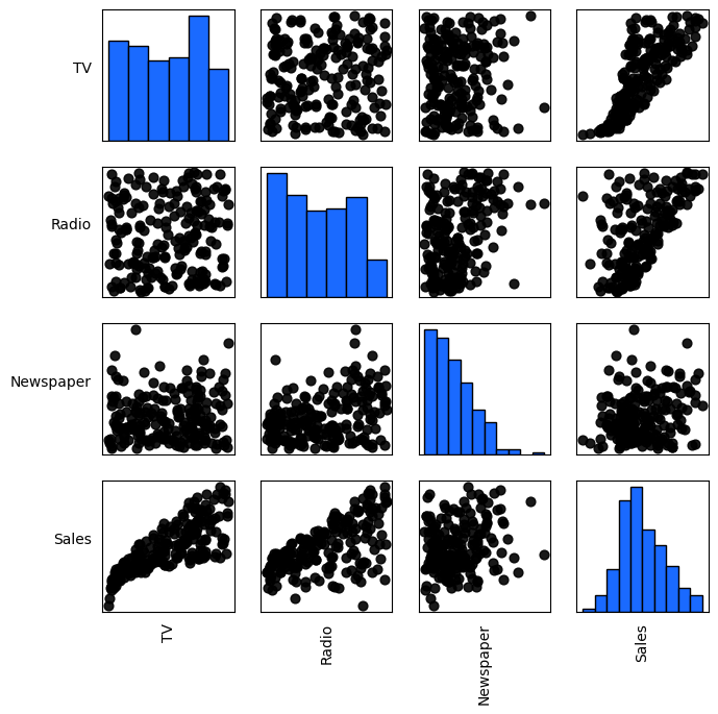 TV
Radio
Newspaper
Sales
TV
Radio
Newspaper
Sales